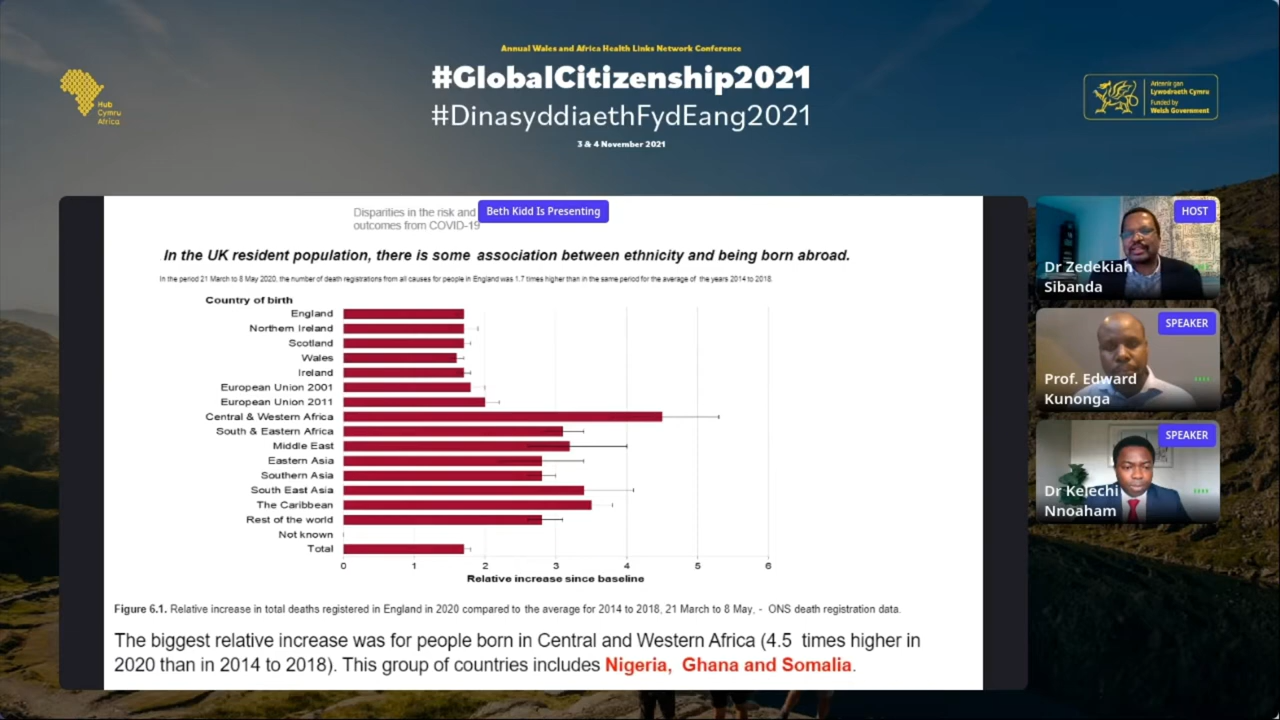 Annual Wales and Africa Health Links Network Conference
#GlobalCitizenship2021
#DinasyddiaethFydEang2021
3 & 4 November 2021
Hub
Cymru
Africa
Ariennir gan
Lywodraeth Cymru
Funded by
Welsh Government
Disparities in the risk and
outcomes from COVID-19
Beth Kidd Is Presenting
In the UK resident population, there is some association between ethnicity and being born abroad.
In the period 21 March to 8 May 2020, the number of death registrations from all causes for people in England was 1.7 times higher than in the same period for the average of the years 2014 to 2018.
Country of birth
England
Northern Ireland
Scotland
Wales
Ireland
European Union 2001
European Union 2011
Central & Western Africa
South & Eastern Africa
Middle East
Eastern Asia
Southern Asia
South East Asia
The Caribbean
Rest of the world
Not known
Total
0 1 2 3 4 5 6
Relative increase since baseline
Figure 6.1. Relative increase in total deaths registered in England in 2020 compared to the average for 2014 to 2018, 21 March to 8 May, - ONS death registration data.
The biggest relative increase was for people born in Central and Western Africa (4.5 times higher in
2020 than in 2014 to 2018). This group of countries includes Nigeria, Ghana and Somalia.
HOST
Dr Zedekiah
Sibanda
SPEAKER
Prof. Edward
Kunonga
SPEAKER
Dr Kelechi
Nnoaham